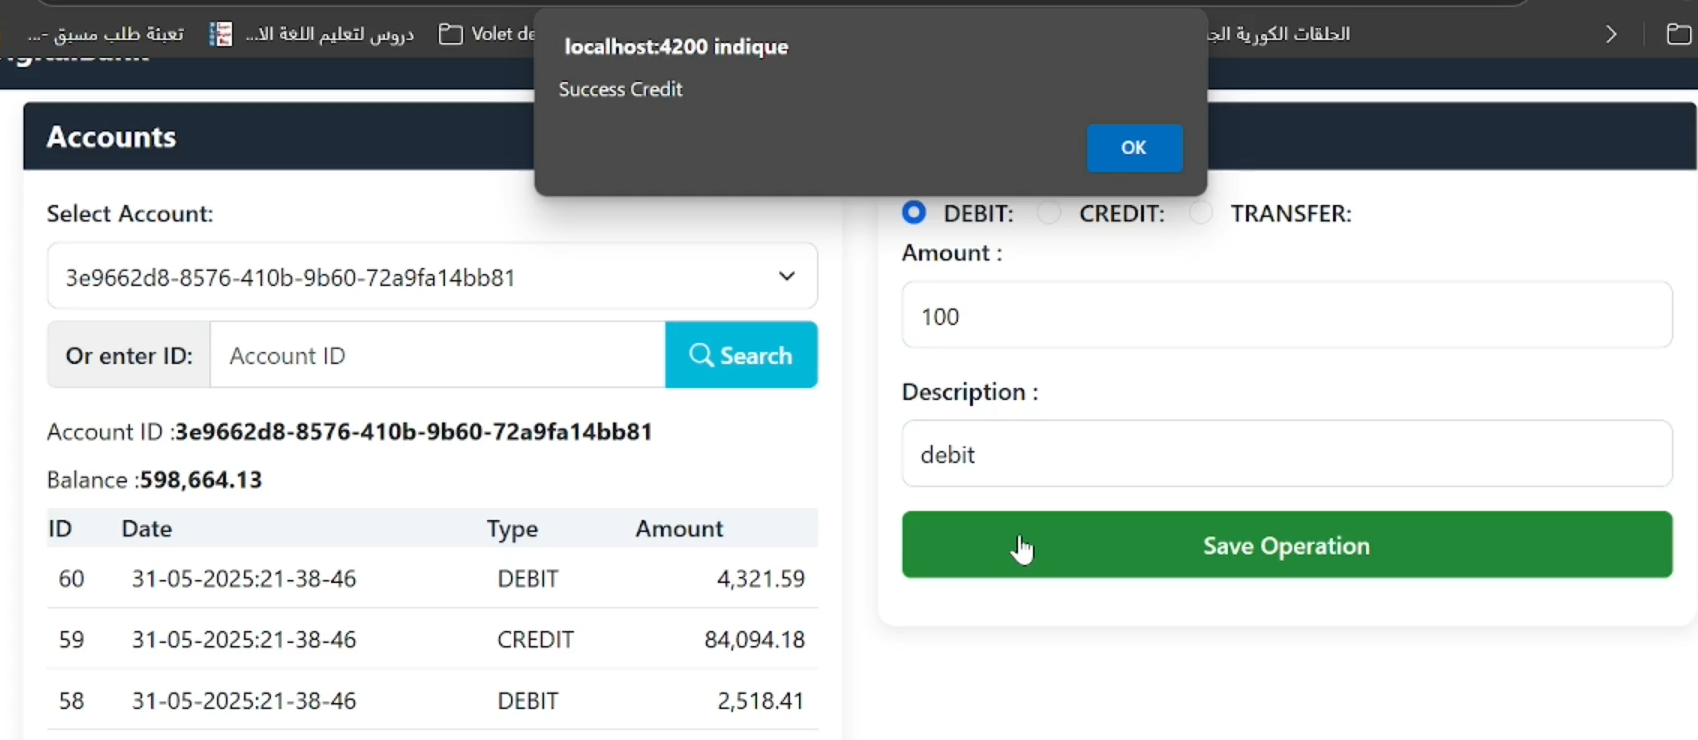 تعبئة طلب مسبق -...
دروس لتعليم اللغة الا...
Volet de
localhost:4200 indique
Success Credit
OK
Accounts
Select Account:
3e9662d8-8576-410b-9b60-72a9fa14bb81
Or enter ID: Account ID Search
Account ID :3e9662d8-8576-410b-9b60-72a9fa14bb81
Balance :598,664.13
ID Date Type Amount
60 31-05-2025:21-38-46 DEBIT 4,321.59
59 31-05-2025:21-38-46 CREDIT 84,094.18
58 31-05-2025:21-38-46 DEBIT 2,518.41
الحلقات الكورية الج
DEBIT: CREDIT: TRANSFER:
Amount :
100
Description :
debit
Save Operation